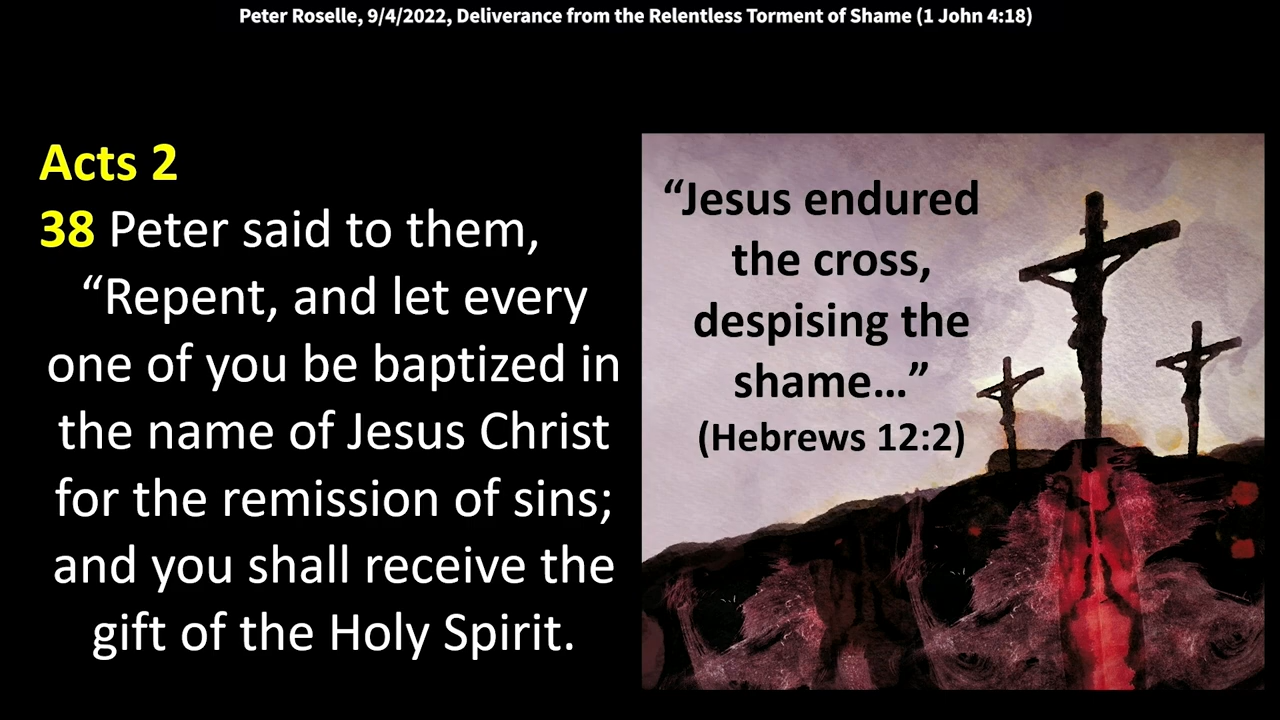 Peter Roselle, 9/4/2022, Deliverance from the Relentless Torment of Shame (1 John 4:18)
Acts 2
38 Peter said to them,
“Repent, and let every
one of you be baptized in
the name of Jesus Christ
for the remission of sins;
and you shall receive the
gift of the Holy Spirit.
“Jesus endured
the cross,
despising the
shame…”
(Hebrews 12:2)